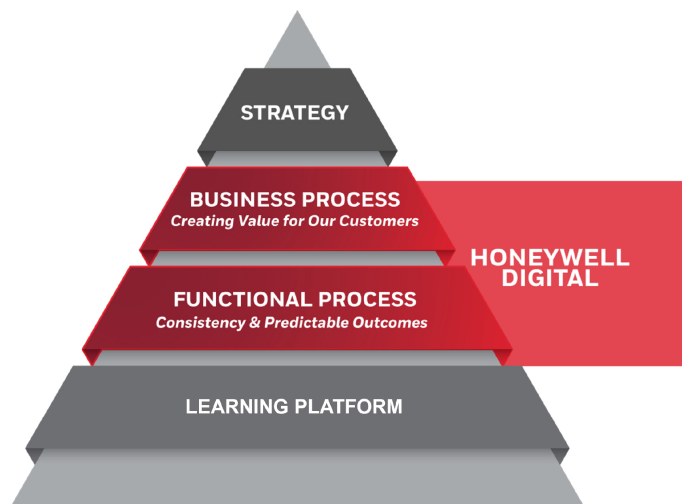 STRATEGY
BUSINESS PROCESS
Creating Value for Our Customers
HONEYWELL
DIGITAL
FUNCTIONAL PROCESS
Consistency & Predictable Outcomes
LEARNING PLATFORM